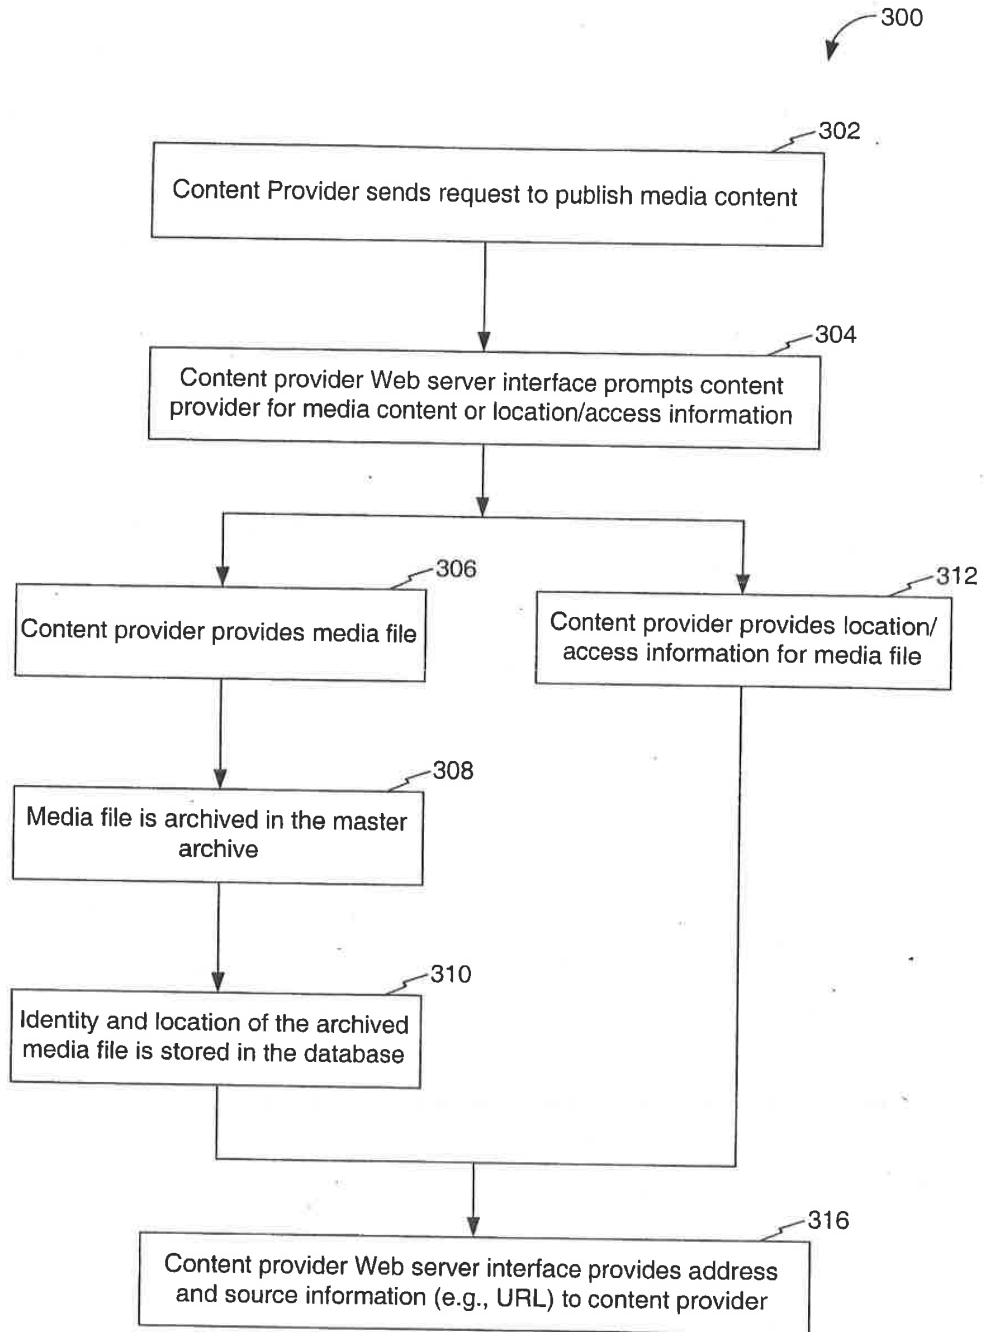 300
302
Content Provider sends request to publish media content
304
Content provider Web server interface prompts content
provider for media content or location/access information
306
Content provider provides media file
312
Content provider provides location/
access information for media file
308
Media file is archived in the master
archive
310
Identity and location of the archived
media file is stored in the database
316
Content provider Web server interface provides address
and source information (e.g., URL) to content provider